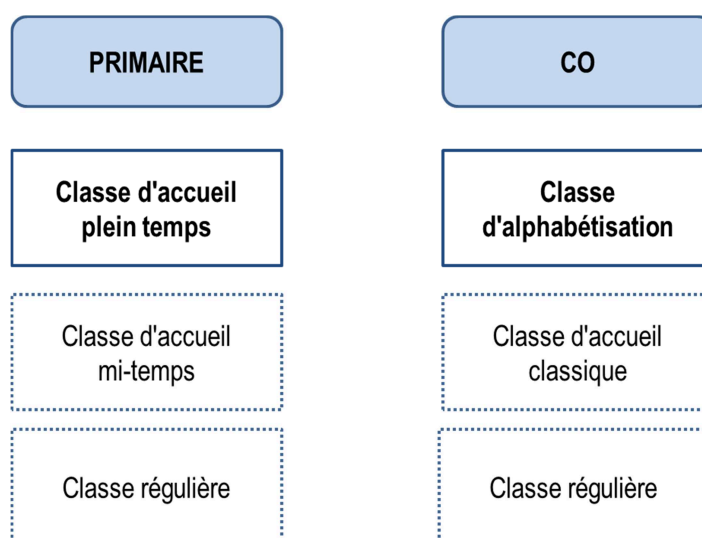 PRIMAIRE
CO
Classe d'accueil
plein temps
Classe
d'alphabétisation
Classe d'accueil
mi-temps
Classe d'accueil
classique
Classe régulière
Classe régulière